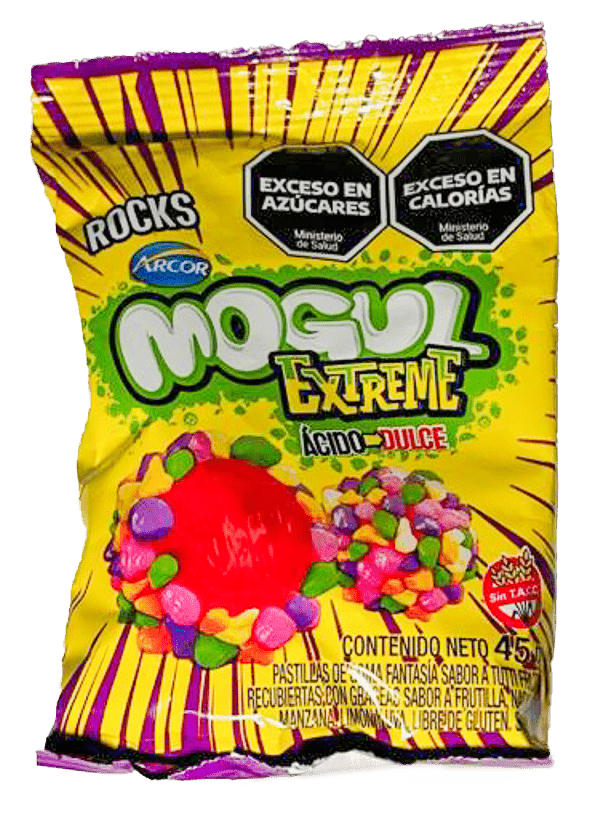 EXCESO EN
AZÚCARES
Ministerio
de Salud
EXCESO EN
CALORÍAS
Ministerio
de Salud
ROCKS
ARCOR
MOGUL
EXTREME
ÁCIDO DULCE
Sin T.A.C.C.
CONTENIDO NETO 45
PASTILLAS DE GOMA FANTASÍA SABOR A TUTTI
RECUBIERTAS CON GRAGEAS SABOR A FRUTILLA,
MANZANA, LIMÓN, UVA, LIBRE DE GLUTEN.